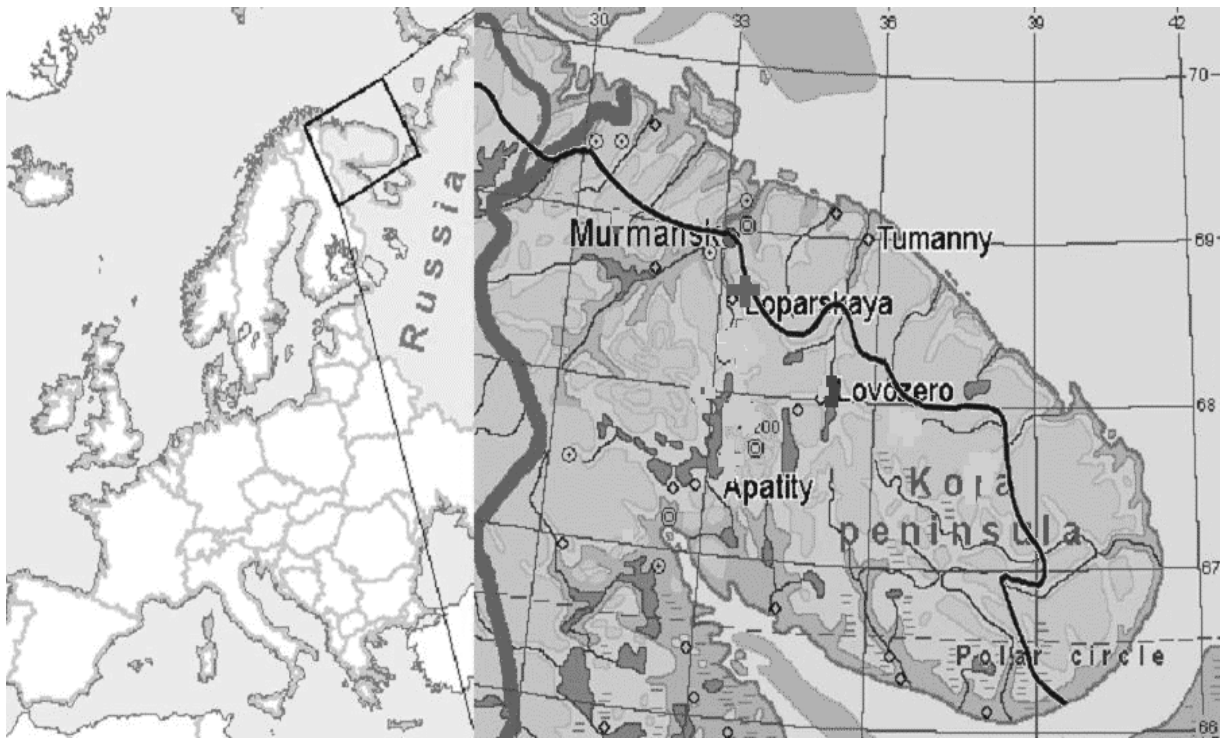 30 33 36 39 42
70
Russia
Murmansk
Tumanny
69
Loparskaya
Lovozero
68
200
Apatity
Kola
peninsula
67
Polar circle
66